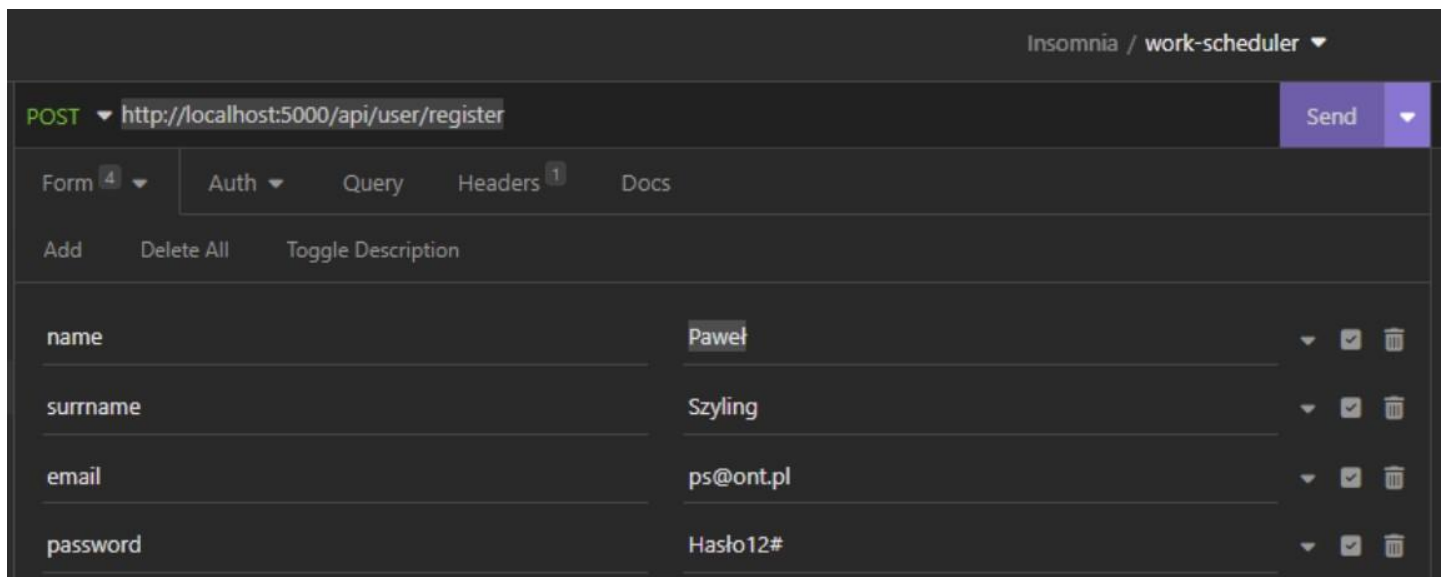 Insomnia / work-scheduler
POST http://localhost:5000/api/user/register Send
Form 4 Auth Query Headers 1 Docs
Add Delete All Toggle Description
name Paweł
surrname Szyling
email ps@ont.pl
password Hasło12#